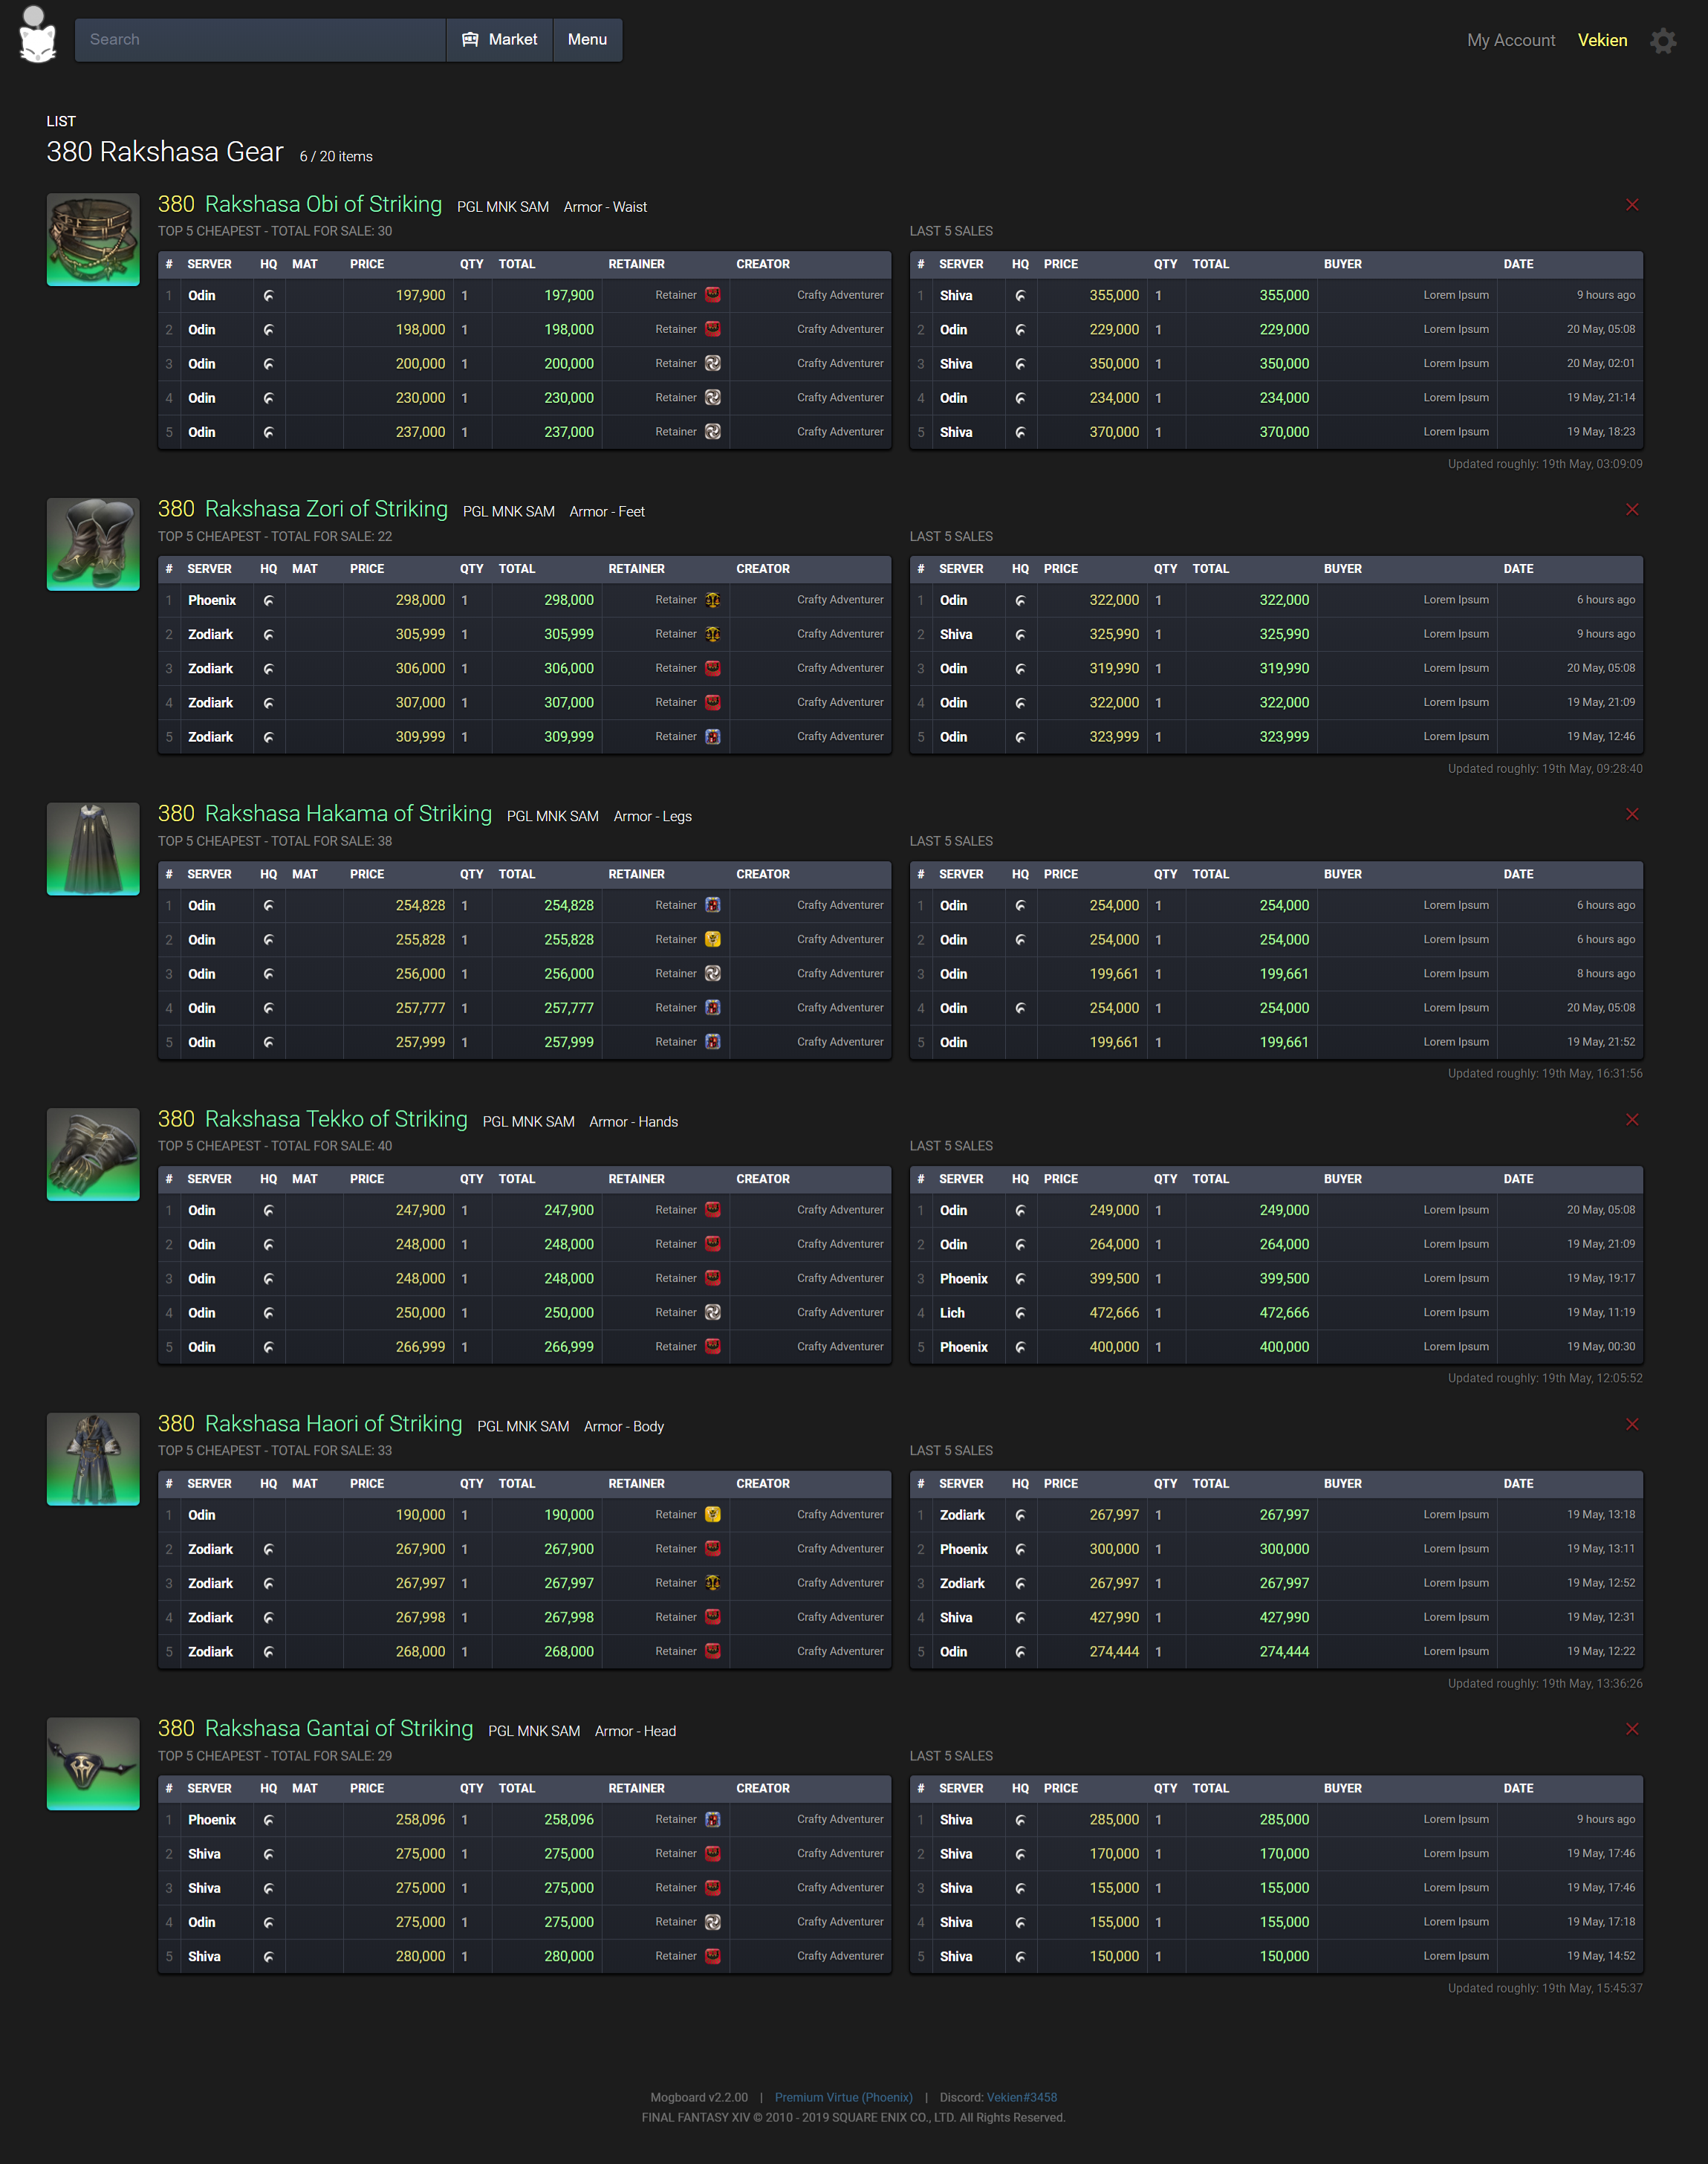 Search Market Menu My Account Vekien
LIST
380 Rakshasa Gear 6 / 20 items
380 Rakshasa Obi of Striking PGL MNK SAM Armor - Waist
TOP 5 CHEAPEST - TOTAL FOR SALE: 30 LAST 5 SALES
# SERVER HQ MAT PRICE QTY TOTAL RETAINER CREATOR # SERVER HQ PRICE QTY TOTAL BUYER DATE
1 Odin 197,900 1 197,900 Retainer Crafty Adventurer 1 Shiva 355,000 1 355,000 Lorem Ipsum 9 hours ago
2 Odin 198,000 1 198,000 Retainer Crafty Adventurer 2 Odin 229,000 1 229,000 Lorem Ipsum 20 May, 05:08
3 Odin 200,000 1 200,000 Retainer Crafty Adventurer 3 Shiva 350,000 1 350,000 Lorem Ipsum 20 May, 02:01
4 Odin 230,000 1 230,000 Retainer Crafty Adventurer 4 Odin 234,000 1 234,000 Lorem Ipsum 19 May, 21:14
5 Odin 237,000 1 237,000 Retainer Crafty Adventurer 5 Shiva 370,000 1 370,000 Lorem Ipsum 19 May, 18:23
Updated roughly: 19th May, 03:09:09
380 Rakshasa Zori of Striking PGL MNK SAM Armor - Feet
TOP 5 CHEAPEST - TOTAL FOR SALE: 22 LAST 5 SALES
# SERVER HQ MAT PRICE QTY TOTAL RETAINER CREATOR # SERVER HQ PRICE QTY TOTAL BUYER DATE
1 Phoenix 298,000 1 298,000 Retainer Crafty Adventurer 1 Odin 322,000 1 322,000 Lorem Ipsum 6 hours ago
2 Zodiark 305,999 1 305,999 Retainer Crafty Adventurer 2 Shiva 325,990 1 325,990 Lorem Ipsum 9 hours ago
3 Zodiark 306,000 1 306,000 Retainer Crafty Adventurer 3 Odin 319,990 1 319,990 Lorem Ipsum 20 May, 05:08
4 Zodiark 307,000 1 307,000 Retainer Crafty Adventurer 4 Odin 322,000 1 322,000 Lorem Ipsum 19 May, 21:09
5 Zodiark 309,999 1 309,999 Retainer Crafty Adventurer 5 Odin 323,999 1 323,999 Lorem Ipsum 19 May, 12:46
Updated roughly: 19th May, 09:28:40
380 Rakshasa Hakama of Striking PGL MNK SAM Armor - Legs
TOP 5 CHEAPEST - TOTAL FOR SALE: 38 LAST 5 SALES
# SERVER HQ MAT PRICE QTY TOTAL RETAINER CREATOR # SERVER HQ PRICE QTY TOTAL BUYER DATE
1 Odin 254,828 1 254,828 Retainer Crafty Adventurer 1 Odin 254,000 1 254,000 Lorem Ipsum 6 hours ago
2 Odin 255,828 1 255,828 Retainer Crafty Adventurer 2 Odin 254,000 1 254,000 Lorem Ipsum 6 hours ago
3 Odin 256,000 1 256,000 Retainer Crafty Adventurer 3 Odin 199,661 1 199,661 Lorem Ipsum 8 hours ago
4 Odin 257,777 1 257,777 Retainer Crafty Adventurer 4 Odin 254,000 1 254,000 Lorem Ipsum 20 May, 05:08
5 Odin 257,999 1 257,999 Retainer Crafty Adventurer 5 Odin 199,661 1 199,661 Lorem Ipsum 19 May, 21:52
Updated roughly: 19th May, 16:31:56
380 Rakshasa Tekko of Striking PGL MNK SAM Armor - Hands
TOP 5 CHEAPEST - TOTAL FOR SALE: 40 LAST 5 SALES
# SERVER HQ MAT PRICE QTY TOTAL RETAINER CREATOR # SERVER HQ PRICE QTY TOTAL BUYER DATE
1 Odin 247,900 1 247,900 Retainer Crafty Adventurer 1 Odin 249,000 1 249,000 Lorem Ipsum 20 May, 05:08
2 Odin 248,000 1 248,000 Retainer Crafty Adventurer 2 Odin 264,000 1 264,000 Lorem Ipsum 19 May, 21:09
3 Odin 248,000 1 248,000 Retainer Crafty Adventurer 3 Phoenix 399,500 1 399,500 Lorem Ipsum 19 May, 19:17
4 Odin 250,000 1 250,000 Retainer Crafty Adventurer 4 Lich 472,666 1 472,666 Lorem Ipsum 19 May, 11:19
5 Odin 266,999 1 266,999 Retainer Crafty Adventurer 5 Phoenix 400,000 1 400,000 Lorem Ipsum 19 May, 00:30
Updated roughly: 19th May, 12:05:52
380 Rakshasa Haori of Striking PGL MNK SAM Armor - Body
TOP 5 CHEAPEST - TOTAL FOR SALE: 33 LAST 5 SALES
# SERVER HQ MAT PRICE QTY TOTAL RETAINER CREATOR # SERVER HQ PRICE QTY TOTAL BUYER DATE
1 Odin 190,000 1 190,000 Retainer Crafty Adventurer 1 Zodiark 267,997 1 267,997 Lorem Ipsum 19 May, 13:18
2 Zodiark 267,900 1 267,900 Retainer Crafty Adventurer 2 Phoenix 300,000 1 300,000 Lorem Ipsum 19 May, 13:11
3 Zodiark 267,997 1 267,997 Retainer Crafty Adventurer 3 Zodiark 267,997 1 267,997 Lorem Ipsum 19 May, 12:52
4 Zodiark 267,998 1 267,998 Retainer Crafty Adventurer 4 Shiva 427,990 1 427,990 Lorem Ipsum 19 May, 12:31
5 Zodiark 268,000 1 268,000 Retainer Crafty Adventurer 5 Odin 274,444 1 274,444 Lorem Ipsum 19 May, 12:22
Updated roughly: 19th May, 13:36:26
380 Rakshasa Gantai of Striking PGL MNK SAM Armor - Head
TOP 5 CHEAPEST - TOTAL FOR SALE: 29 LAST 5 SALES
# SERVER HQ MAT PRICE QTY TOTAL RETAINER CREATOR # SERVER HQ PRICE QTY TOTAL BUYER DATE
1 Phoenix 258,096 1 258,096 Retainer Crafty Adventurer 1 Shiva 285,000 1 285,000 Lorem Ipsum 9 hours ago
2 Shiva 275,000 1 275,000 Retainer Crafty Adventurer 2 Shiva 170,000 1 170,000 Lorem Ipsum 19 May, 17:46
3 Shiva 275,000 1 275,000 Retainer Crafty Adventurer 3 Shiva 155,000 1 155,000 Lorem Ipsum 19 May, 17:46
4 Odin 275,000 1 275,000 Retainer Crafty Adventurer 4 Shiva 155,000 1 155,000 Lorem Ipsum 19 May, 17:18
5 Shiva 280,000 1 280,000 Retainer Crafty Adventurer 5 Shiva 150,000 1 150,000 Lorem Ipsum 19 May, 14:52
Updated roughly: 19th May, 15:45:37
Mogboard v2.2.00 | Premium Virtue (Phoenix) | Discord: Vekien#3458
FINAL FANTASY XIV © 2010 - 2019 SQUARE ENIX CO., LTD. All Rights Reserved.